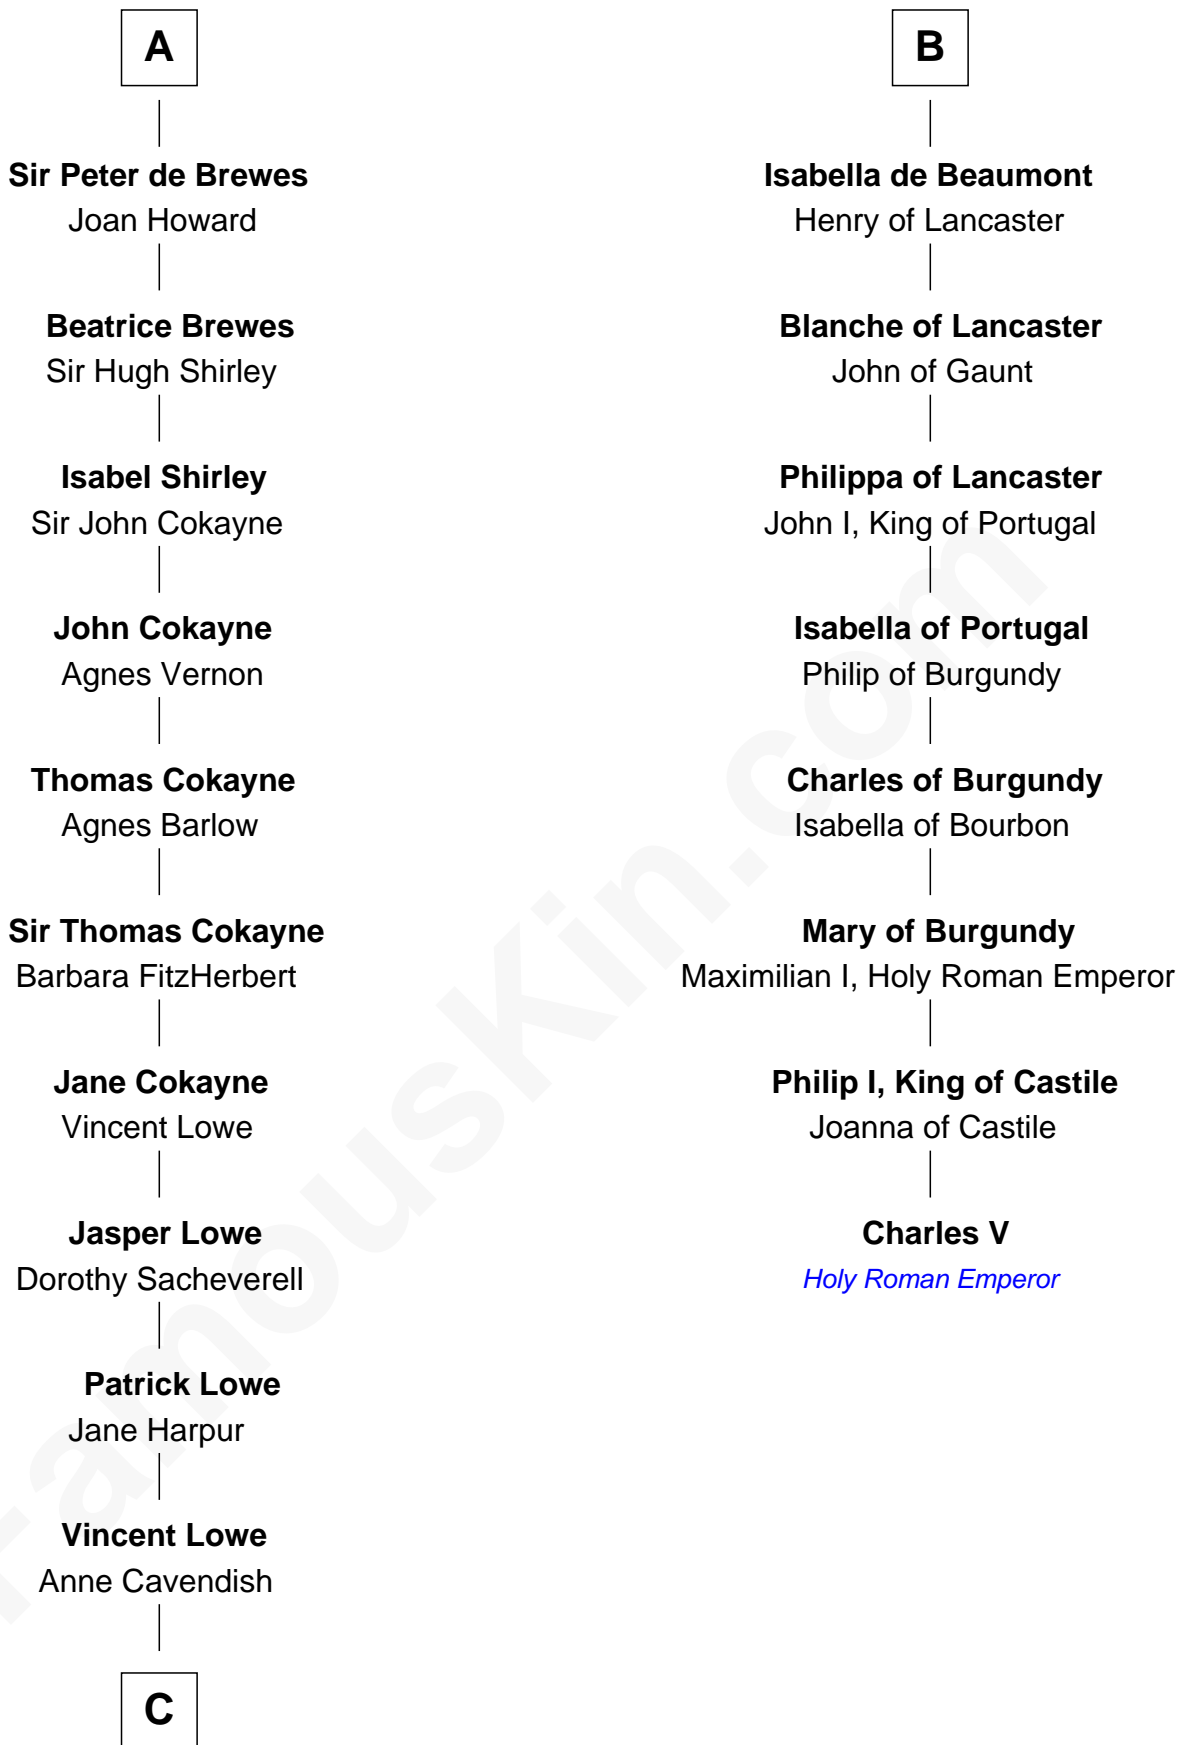 A
Sir Peter de Brewes
Joan Howard
Beatrice Brewes
Sir Hugh Shirley
Isabel Shirley
Sir John Cokayne
John Cokayne
Agnes Vernon
Thomas Cokayne
Agnes Barlow
Sir Thomas Cokayne
Barbara FitzHerbert
Jane Cokayne
Vincent Lowe
Jasper Lowe
Dorothy Sacheverell
Patrick Lowe
Jane Harpur
Vincent Lowe
Anne Cavendish
C
B
Isabella de Beaumont
Henry of Lancaster
Blanche of Lancaster
John of Gaunt
Philippa of Lancaster
John I, King of Portugal
Isabella of Portugal
Philip of Burgundy
Charles of Burgundy
Isabella of Bourbon
Mary of Burgundy
Maximilian I, Holy Roman Emperor
Philip I, King of Castile
Joanna of Castile
Charles V
Holy Roman Emperor
FamousKin.com